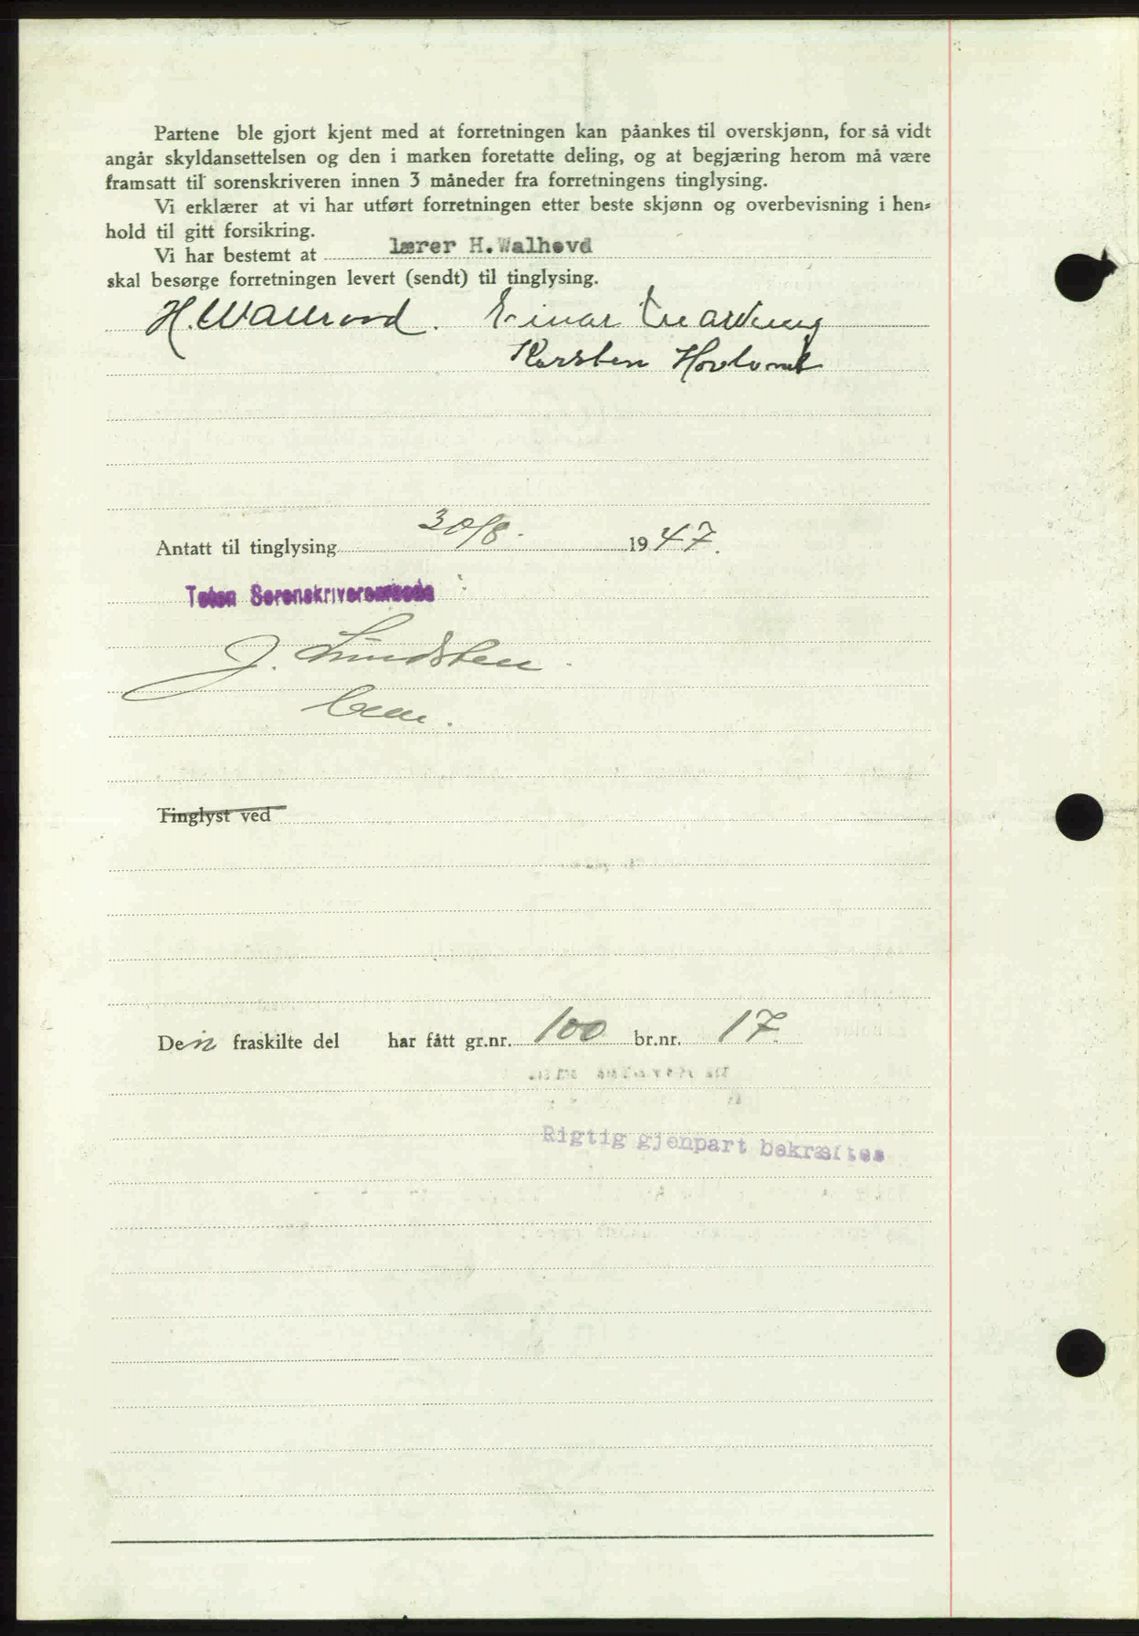 Partene ble gjort kjent med at forretningen kan påankes til overskjønn, for så vidt
angår skyldansettelsen og den i marken foretatte deling, og at begjæring herom må være
framsatt til sorenskriveren innen 3 måneder fra forretningens tinglysing.
Vi erklærer at vi har utført forretningen etter beste skjønn og overbevisning i hen-
hold til gitt forsikring.
Vi har bestemt at lærer H. Walhovd
skal besørge forretningen levert (sendt) til tinglysing.
H. Walhovd. Einar
Karsten
Antatt til tinglysing 30/8. 1947.
Toten Sorenskriverembede
J. Lundsten
Den fraskilte del har fått gr.nr. 100 br.nr. 17
Tinglyst ved
Rigtig gjenpart bekræftes